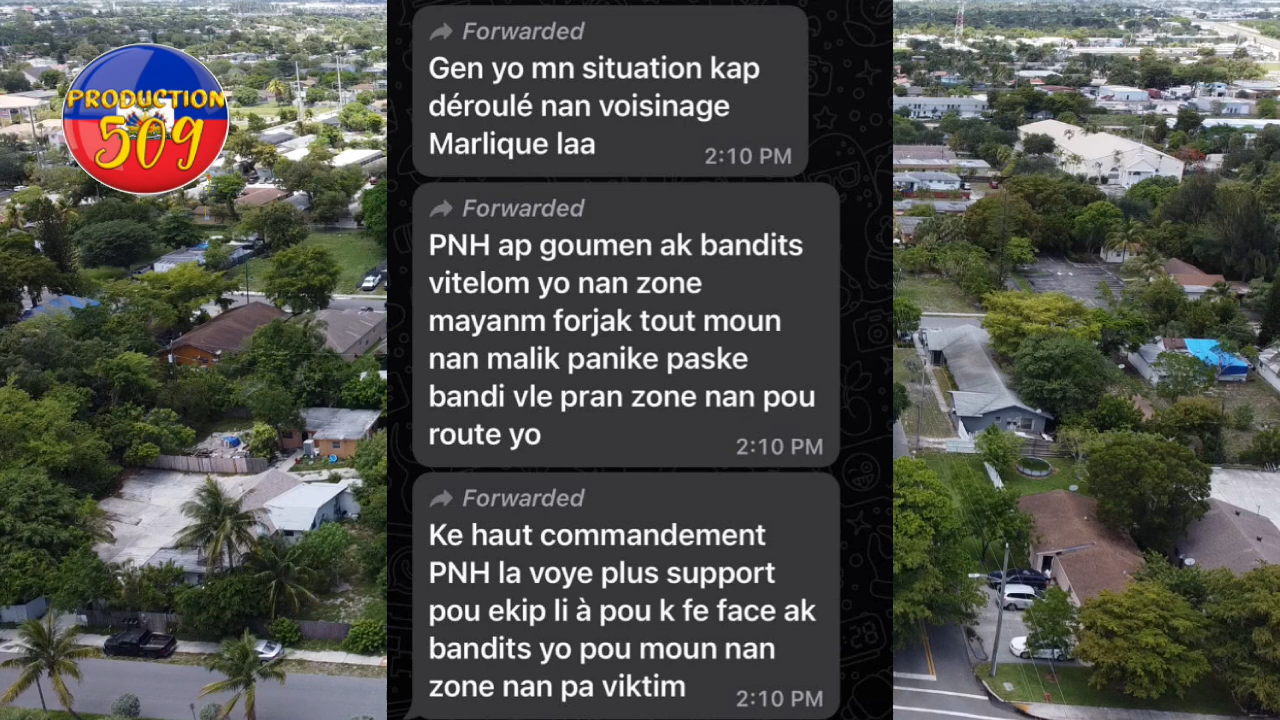 PRODUCTION
509
Forwarded
Gen yo mn situation kap
déroulé nan voisinage
Marlique laa
2:10 PM
Forwarded
PNH ap goumen ak bandits
vitelom yo nan zone
mayanm forjak tout moun
nan malik panike paske
bandi vle pran zone nan pou
route yo
2:10 PM
Forwarded
Ke haut commandement
PNH la voye plus support
pou ekip li à pou k fe face ak
bandits yo pou moun nan
zone nan pa viktim
2:10 PM